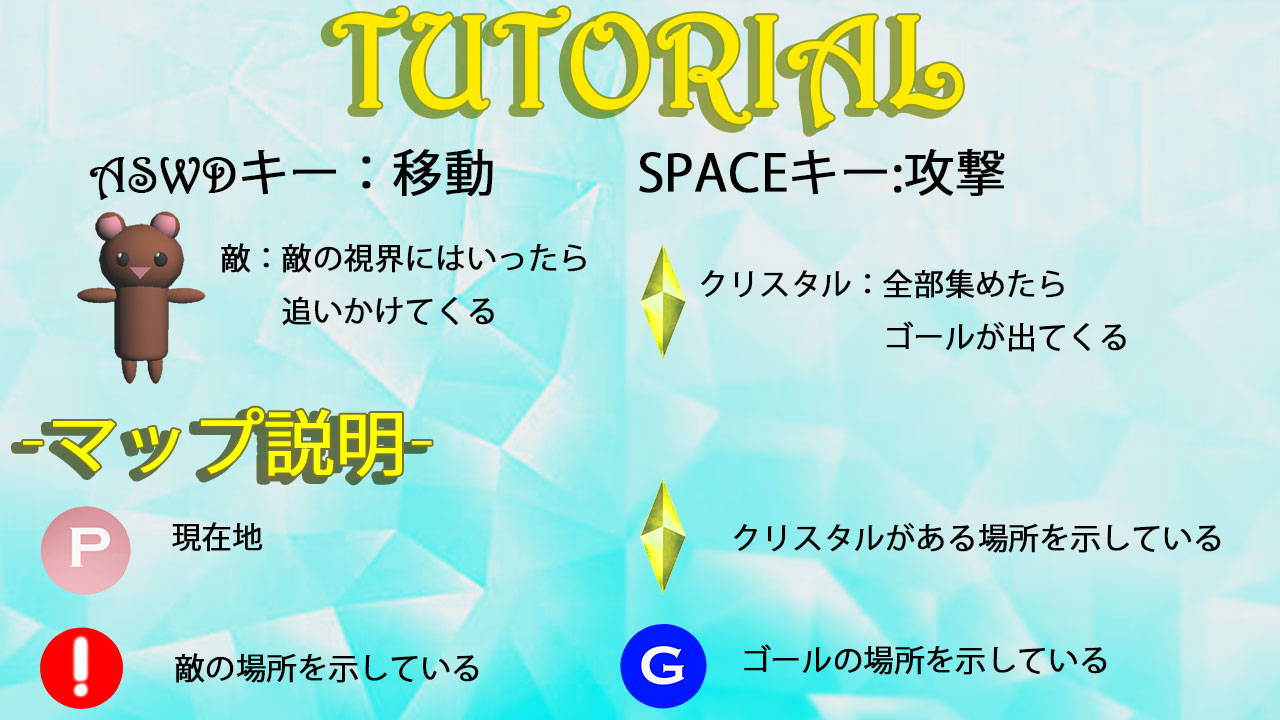 TUTORIAL
ASWDキー：移動
SPACEキー:攻撃
敵：敵の視界にはいったら
追いかけてくる
クリスタル：全部集めたら
ゴールが出てくる
-マップ説明-
P
現在地
クリスタルがある場所を示している
!
敵の場所を示している
G
ゴールの場所を示している